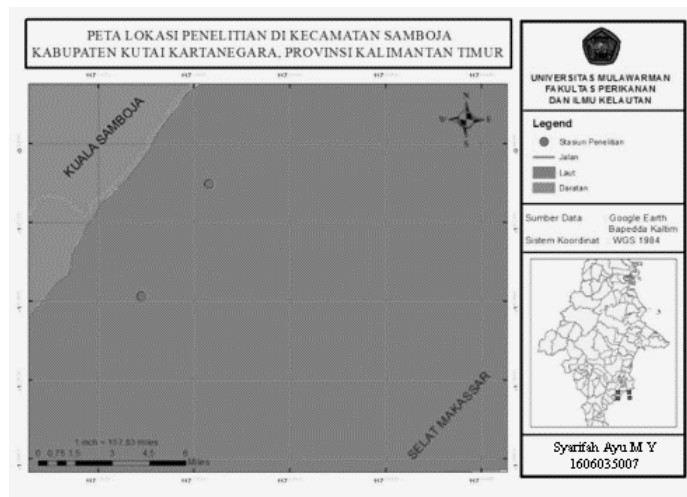 PETA LOKASI PENELITIAN DI KECAMATAN SAMBOJA
KABUPATEN KUTAI KARTANEGARA, PROVINSI KALIMANTAN TIMUR
KUALA SAMBOJA
N
W E
S
SELAT MAKASSAR
1 inch = 157,83 miles
0 0,75 1,5 3 4,5 6
Miles
UNIVERSITAS MULAWARMAN
FAKULTAS PERIKANAN
DAN ILMU KELAUTAN
Legend
Stasiun Penelitian
Jalan
Laut
Daratan
Sumber Data : Google Earth
Bapedda Kaltim
Sistem Koordinat : WGS 1984
Syarifah Ayu M Y
1606035007